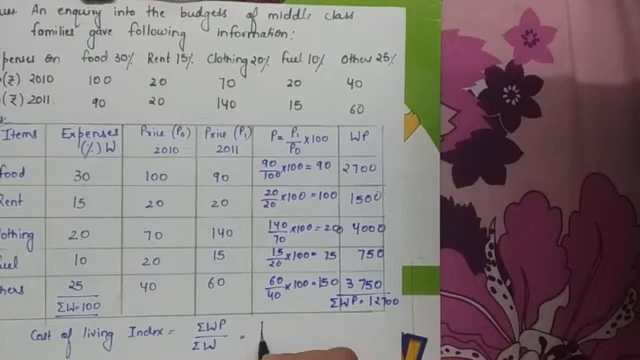 An enquiry into the budgets of middle class
families gave following information:
penses on food 30% Rent 15% Clothing 20% Fuel 10% Others 25%
(₹) 2010 100 20 70 20 40
(₹) 2011. 90 20 140 15 60
Items Expenses (%) W Price (P₀) 2010 Price (P₁) 2011 P = P₁/P₀ × 100 WP
food 30 100 90 90/100 × 100 = 90 2700
Rent 15 20 20 20/20 × 100 = 100 1500
othing 20 70 140 140/70 × 100 = 200 4000
uel 10 20 15 15/20 × 100 = 75 750
hers 25 40 60 60/40 × 100 = 150 3750
ΣW=100 ΣWP = 12700
Cost of living Index = ΣWP/ΣW =